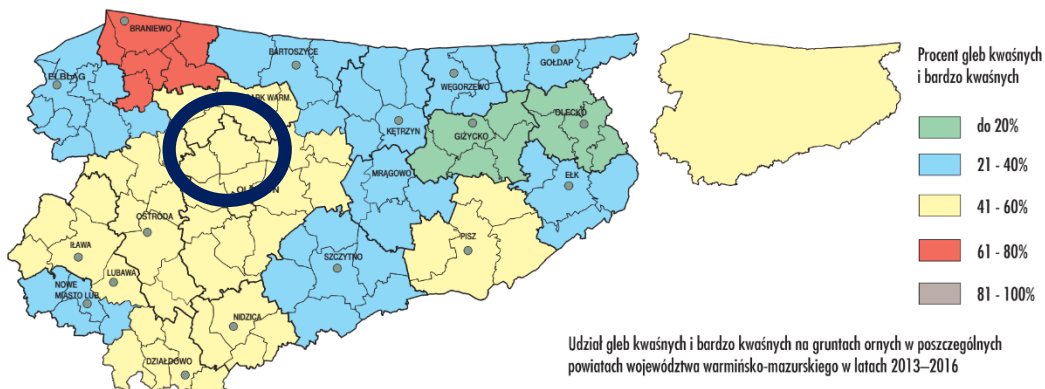 BRANIEWO
ELBLĄG
BARTOSZYCE
GOŁDAP
WĘGORZEWO
ARK WARM.
KĘTRZYN
GIŻYCKO
OLECKO
MRĄGOWO
EŁK
OSTRÓDA
PISZ
IŁAWA
SZCZYTNO
LUBAWA
NOWE
MIASTO LUB.
NIDZICA
DZIAŁDOWO
Procent gleb kwaśnych
i bardzo kwaśnych
do 20%
21 - 40%
41 - 60%
61 - 80%
81 - 100%
Udział gleb kwaśnych i bardzo kwaśnych na gruntach ornych w poszczególnych
powiatach województwa warmińsko-mazurskiego w latach 2013–2016